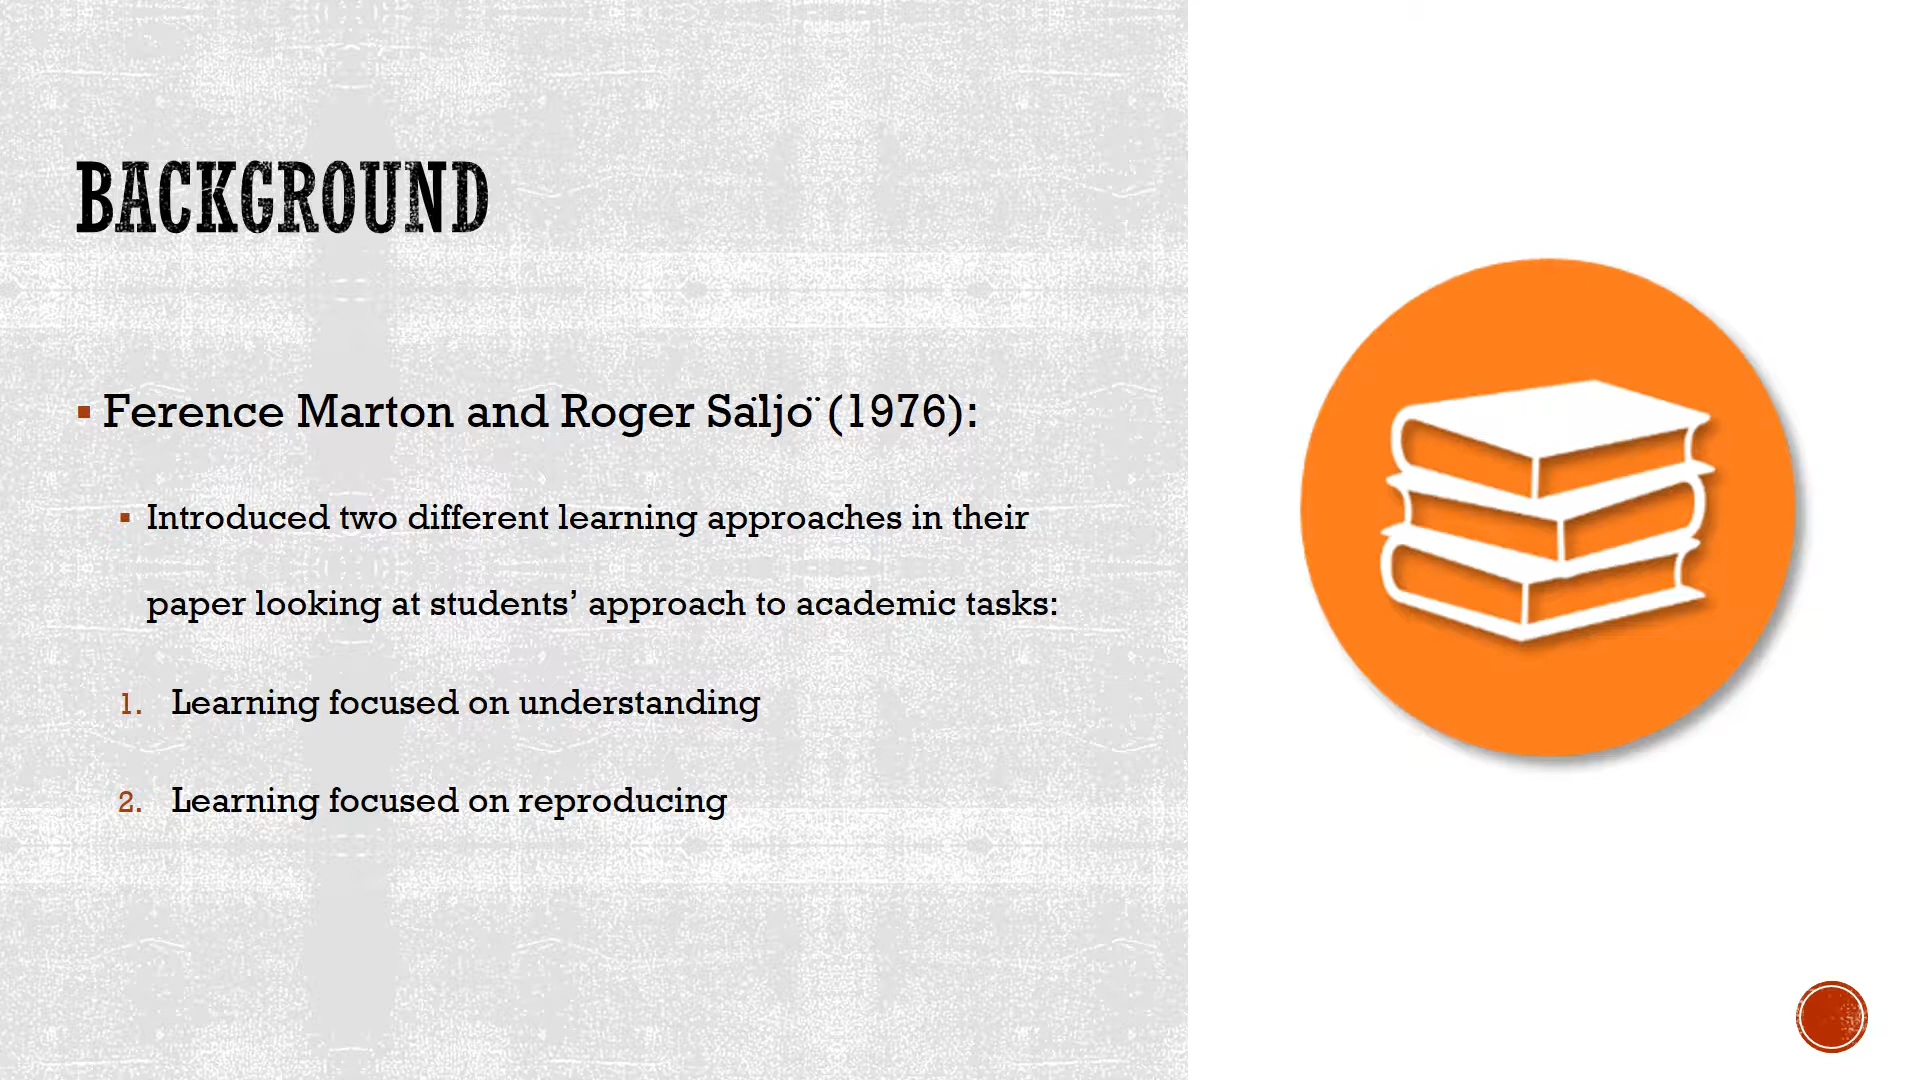 BACKGROUND
▪ Ference Marton and Roger Säljö (1976):
▪ Introduced two different learning approaches in their
paper looking at students’ approach to academic tasks:
1. Learning focused on understanding
2. Learning focused on reproducing